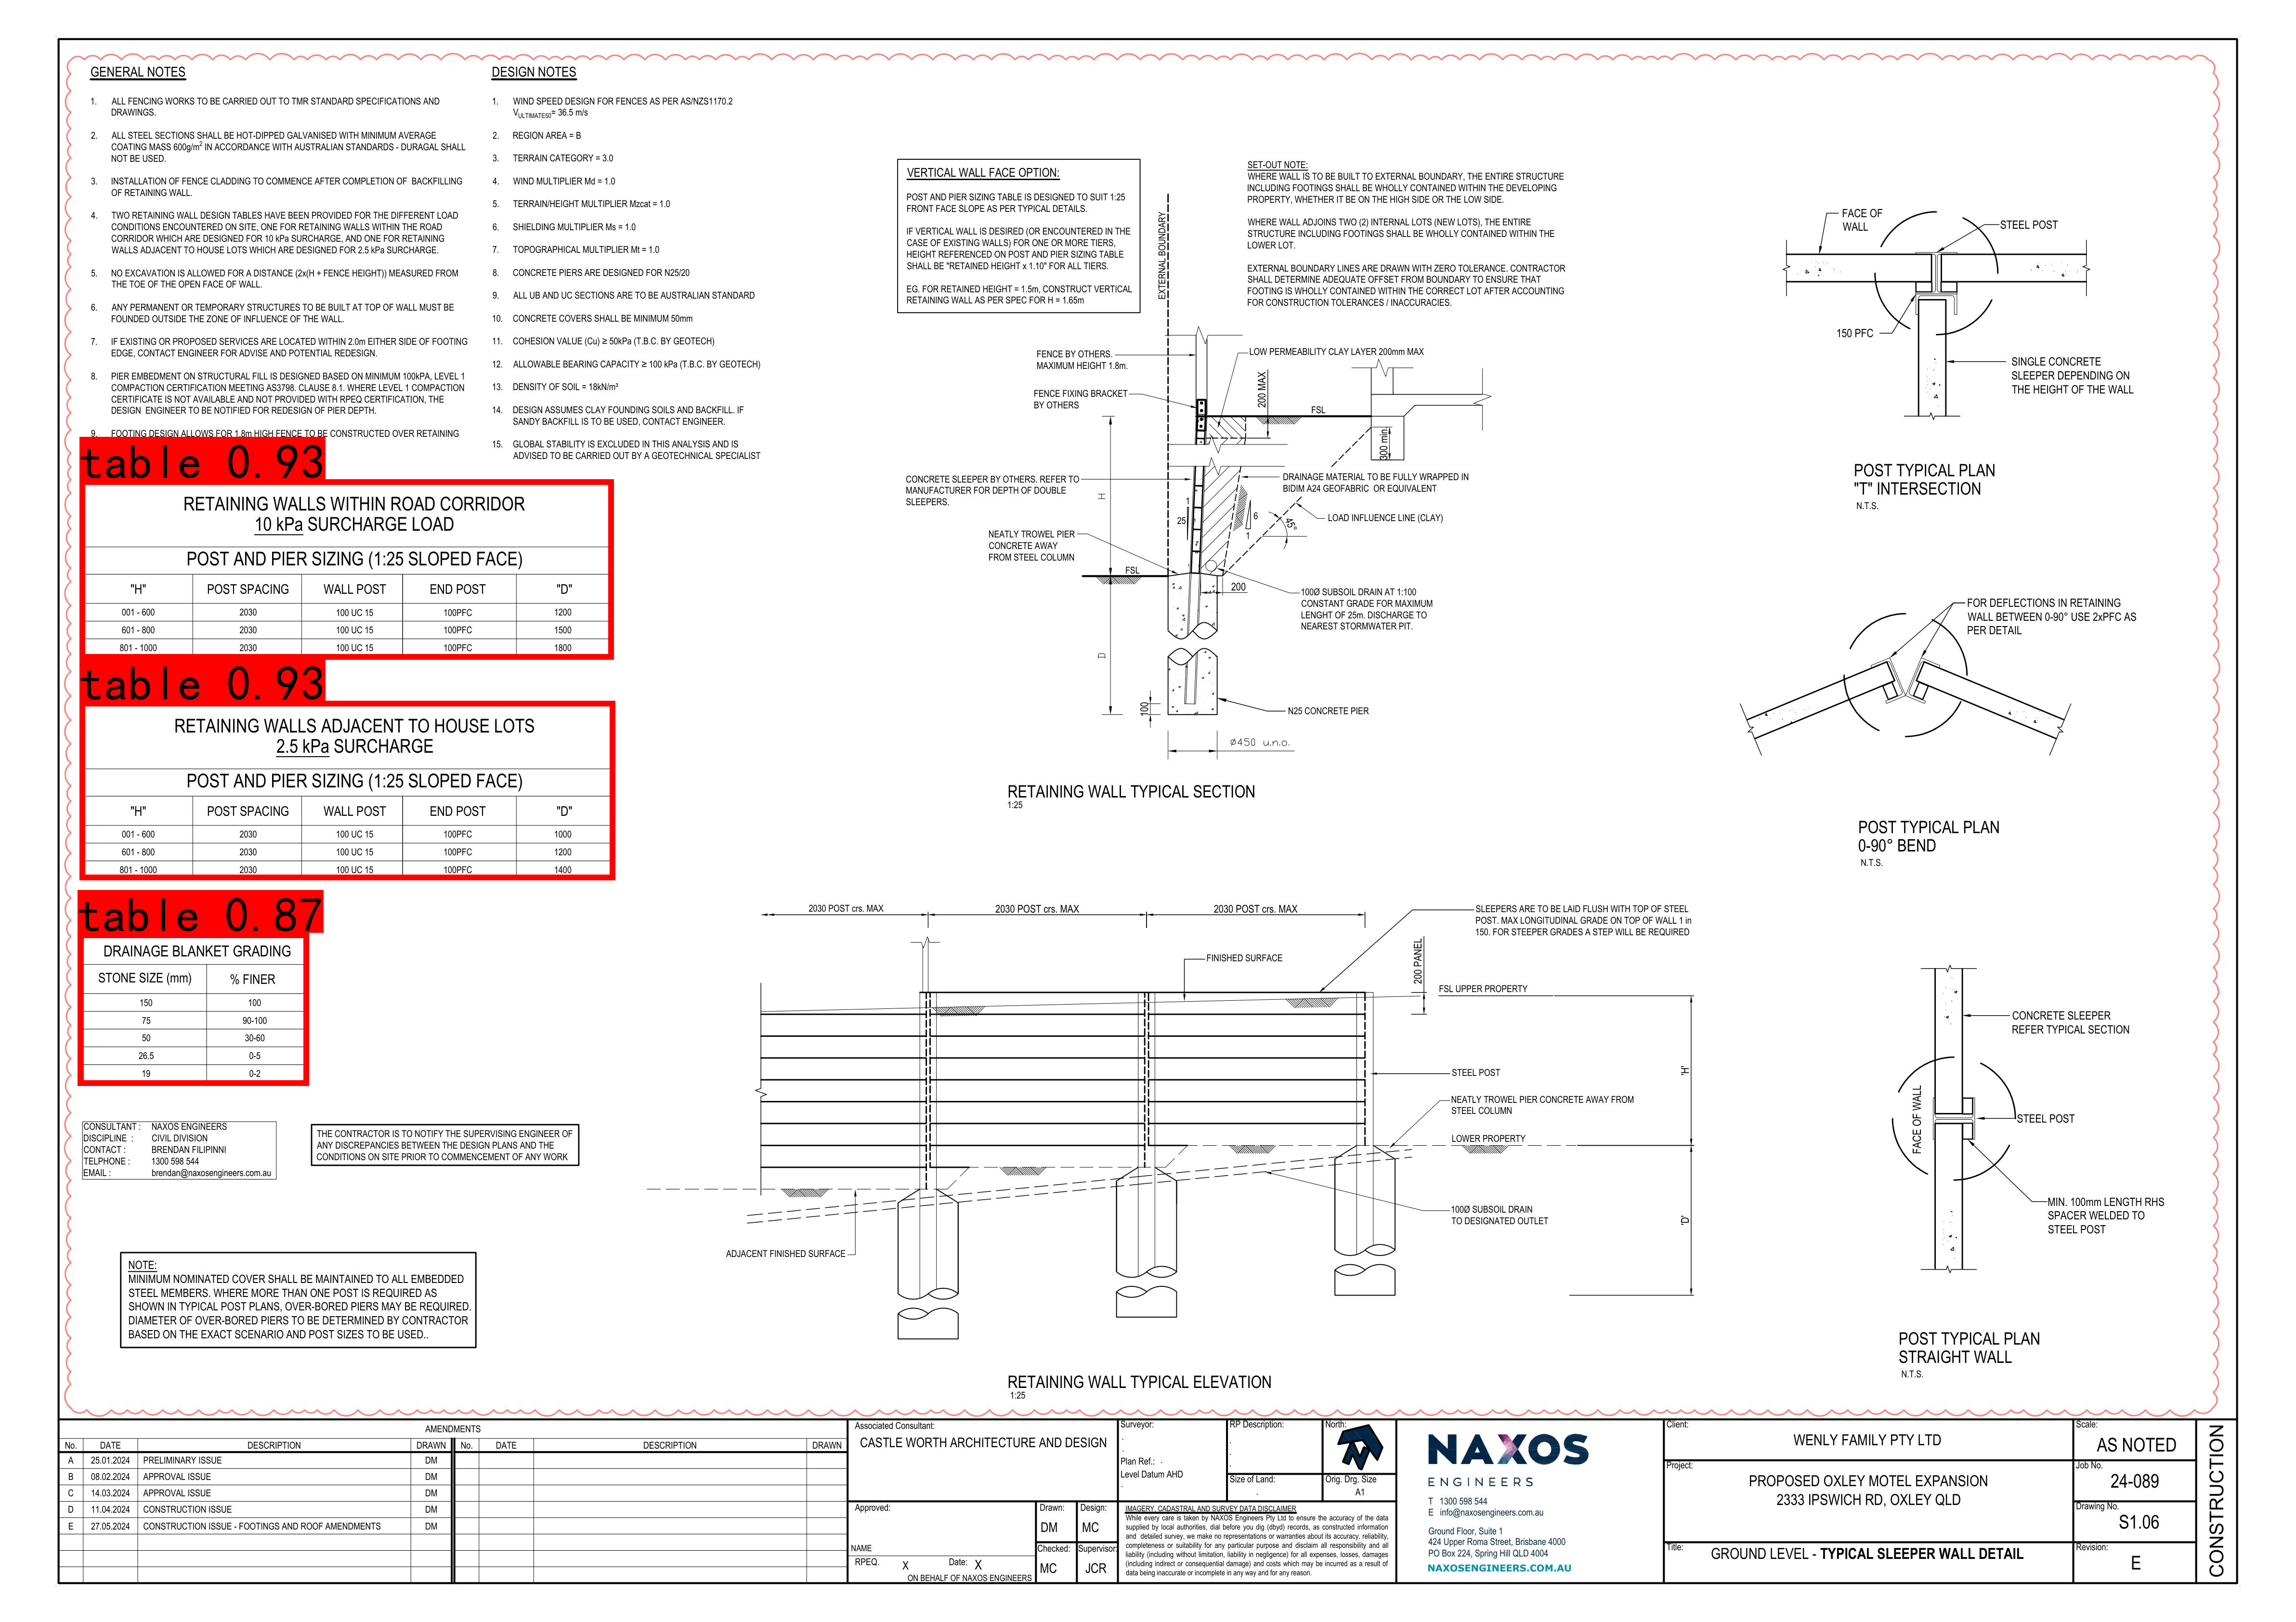 GENERAL NOTES
1. ALL FENCING WORKS TO BE CARRIED OUT TO TMR STANDARD SPECIFICATIONS AND
DRAWINGS.
2. ALL STEEL SECTIONS SHALL BE HOT-DIPPED GALVANISED WITH MINIMUM AVERAGE
COATING MASS 600g/m² IN ACCORDANCE WITH AUSTRALIAN STANDARDS - DURAGAL SHALL
NOT BE USED.
3. INSTALLATION OF FENCE CLADDING TO COMMENCE AFTER COMPLETION OF BACKFILLING
OF RETAINING WALL.
4. TWO RETAINING WALL DESIGN TABLES HAVE BEEN PROVIDED FOR THE DIFFERENT LOAD
CONDITIONS ENCOUNTERED ON SITE, ONE FOR RETAINING WALLS WITHIN THE ROAD
CORRIDOR WHICH ARE DESIGNED FOR 10 kPa SURCHARGE, AND ONE FOR RETAINING
WALLS ADJACENT TO HOUSE LOTS WHICH ARE DESIGNED FOR 2.5 kPa SURCHARGE.
5. NO EXCAVATION IS ALLOWED FOR A DISTANCE (2x(H + FENCE HEIGHT)) MEASURED FROM
THE TOE OF THE OPEN FACE OF WALL.
6. ANY PERMANENT OR TEMPORARY STRUCTURES TO BE BUILT AT TOP OF WALL MUST BE
FOUNDED OUTSIDE THE ZONE OF INFLUENCE OF THE WALL.
7. IF EXISTING OR PROPOSED SERVICES ARE LOCATED WITHIN 2.0m EITHER SIDE OF FOOTING
EDGE, CONTACT ENGINEER FOR ADVISE AND POTENTIAL REDESIGN.
8. PIER EMBEDMENT ON STRUCTURAL FILL IS DESIGNED BASED ON MINIMUM 100kPA, LEVEL 1
COMPACTION CERTIFICATION MEETING AS3798. CLAUSE 8.1. WHERE LEVEL 1 COMPACTION
CERTIFICATE IS NOT AVAILABLE AND NOT PROVIDED WITH RPEQ CERTIFICATION, THE
DESIGN ENGINEER TO BE NOTIFIED FOR REDESIGN OF PIER DEPTH.
9. FOOTING DESIGN ALLOWS FOR 1.8m HIGH FENCE TO BE CONSTRUCTED OVER RETAINING
DESIGN NOTES
1. WIND SPEED DESIGN FOR FENCES AS PER AS/NZS1170.2
VULTIMATE50= 36.5 m/s
2. REGION AREA = B
3. TERRAIN CATEGORY = 3.0
4. WIND MULTIPLIER Md = 1.0
5. TERRAIN/HEIGHT MULTIPLIER Mzcat = 1.0
6. SHIELDING MULTIPLIER Ms = 1.0
7. TOPOGRAPHICAL MULTIPLIER Mt = 1.0
8. CONCRETE PIERS ARE DESIGNED FOR N25/20
9. ALL UB AND UC SECTIONS ARE TO BE AUSTRALIAN STANDARD
10. CONCRETE COVERS SHALL BE MINIMUM 50mm
11. COHESION VALUE (Cu) ≥ 50kPa (T.B.C. BY GEOTECH)
12. ALLOWABLE BEARING CAPACITY ≥ 100 kPa (T.B.C. BY GEOTECH)
13. DENSITY OF SOIL = 18kN/m³
14. DESIGN ASSUMES CLAY FOUNDING SOILS AND BACKFILL. IF
SANDY BACKFILL IS TO BE USED, CONTACT ENGINEER.
15. GLOBAL STABILITY IS EXCLUDED IN THIS ANALYSIS AND IS
ADVISED TO BE CARRIED OUT BY A GEOTECHNICAL SPECIALIST
table 0.93
RETAINING WALLS WITHIN ROAD CORRIDOR
10 kPa SURCHARGE LOAD
POST AND PIER SIZING (1:25 SLOPED FACE)
"H" POST SPACING WALL POST END POST "D"
001 - 600 2030 100 UC 15 100PFC 1200
601 - 800 2030 100 UC 15 100PFC 1500
801 - 1000 2030 100 UC 15 100PFC 1800
table 0.93
RETAINING WALLS ADJACENT TO HOUSE LOTS
2.5 kPa SURCHARGE
POST AND PIER SIZING (1:25 SLOPED FACE)
"H" POST SPACING WALL POST END POST "D"
001 - 600 2030 100 UC 15 100PFC 1000
601 - 800 2030 100 UC 15 100PFC 1200
801 - 1000 2030 100 UC 15 100PFC 1400
table 0.87
DRAINAGE BLANKET GRADING
STONE SIZE (mm) % FINER
150 100
75 90-100
50 30-60
26.5 0-5
19 0-2
CONSULTANT : NAXOS ENGINEERS
DISCIPLINE : CIVIL DIVISION
CONTACT : BRENDAN FILIPINNI
TELPHONE : 1300 598 544
EMAIL : brendan@naxosengineers.com.au
THE CONTRACTOR IS TO NOTIFY THE SUPERVISING ENGINEER OF
ANY DISCREPANCIES BETWEEN THE DESIGN PLANS AND THE
CONDITIONS ON SITE PRIOR TO COMMENCEMENT OF ANY WORK
NOTE:
MINIMUM NOMINATED COVER SHALL BE MAINTAINED TO ALL EMBEDDED
STEEL MEMBERS. WHERE MORE THAN ONE POST IS REQUIRED AS
SHOWN IN TYPICAL POST PLANS, OVER-BORED PIERS MAY BE REQUIRED.
DIAMETER OF OVER-BORED PIERS TO BE DETERMINED BY CONTRACTOR
BASED ON THE EXACT SCENARIO AND POST SIZES TO BE USED..
VERTICAL WALL FACE OPTION:
POST AND PIER SIZING TABLE IS DESIGNED TO SUIT 1:25
FRONT FACE SLOPE AS PER TYPICAL DETAILS.
IF VERTICAL WALL IS DESIRED (OR ENCOUNTERED IN THE
CASE OF EXISTING WALLS) FOR ONE OR MORE TIERS,
HEIGHT REFERENCED ON POST AND PIER SIZING TABLE
SHALL BE "RETAINED HEIGHT x 1.10" FOR ALL TIERS.
EG. FOR RETAINED HEIGHT = 1.5m, CONSTRUCT VERTICAL
RETAINING WALL AS PER SPEC FOR H = 1.65m
EXTERNAL BOUNDARY
SET-OUT NOTE:
WHERE WALL IS TO BE BUILT TO EXTERNAL BOUNDARY, THE ENTIRE STRUCTURE
INCLUDING FOOTINGS SHALL BE WHOLLY CONTAINED WITHIN THE DEVELOPING
PROPERTY, WHETHER IT BE ON THE HIGH SIDE OR THE LOW SIDE.
WHERE WALL ADJOINS TWO (2) INTERNAL LOTS (NEW LOTS), THE ENTIRE
STRUCTURE INCLUDING FOOTINGS SHALL BE WHOLLY CONTAINED WITHIN THE
LOWER LOT.
EXTERNAL BOUNDARY LINES ARE DRAWN WITH ZERO TOLERANCE. CONTRACTOR
SHALL DETERMINE ADEQUATE OFFSET FROM BOUNDARY TO ENSURE THAT
FOOTING IS WHOLLY CONTAINED WITHIN THE CORRECT LOT AFTER ACCOUNTING
FOR CONSTRUCTION TOLERANCES / INACCURACIES.
FENCE BY OTHERS.
MAXIMUM HEIGHT 1.8m.
FENCE FIXING BRACKET
BY OTHERS
LOW PERMEABILITY CLAY LAYER 200mm MAX
200 MAX
FSL
300 min.
CONCRETE SLEEPER BY OTHERS. REFER TO
MANUFACTURER FOR DEPTH OF DOUBLE
SLEEPERS.
H
1
25
6
1
45°
DRAINAGE MATERIAL TO BE FULLY WRAPPED IN
BIDIM A24 GEOFABRIC OR EQUIVALENT
LOAD INFLUENCE LINE (CLAY)
NEATLY TROWEL PIER
CONCRETE AWAY
FROM STEEL COLUMN
FSL
200
100Ø SUBSOIL DRAIN AT 1:100
CONSTANT GRADE FOR MAXIMUM
LENGHT OF 25m. DISCHARGE TO
NEAREST STORMWATER PIT.
D
100
N25 CONCRETE PIER
Ø450 u.n.o.
RETAINING WALL TYPICAL SECTION
1:25
2030 POST crs. MAX
2030 POST crs. MAX
2030 POST crs. MAX
SLEEPERS ARE TO BE LAID FLUSH WITH TOP OF STEEL
POST. MAX LONGITUDINAL GRADE ON TOP OF WALL 1 in
150. FOR STEEPER GRADES A STEP WILL BE REQUIRED
FINISHED SURFACE
200 PANEL
FSL UPPER PROPERTY
STEEL POST
"H"
NEATLY TROWEL PIER CONCRETE AWAY FROM
STEEL COLUMN
LOWER PROPERTY
100Ø SUBSOIL DRAIN
TO DESIGNATED OUTLET
"D"
ADJACENT FINISHED SURFACE
RETAINING WALL TYPICAL ELEVATION
1:25
FACE OF
WALL
STEEL POST
150 PFC
SINGLE CONCRETE
SLEEPER DEPENDING ON
THE HEIGHT OF THE WALL
POST TYPICAL PLAN
"T" INTERSECTION
N.T.S.
FOR DEFLECTIONS IN RETAINING
WALL BETWEEN 0-90° USE 2xPFC AS
PER DETAIL
POST TYPICAL PLAN
0-90° BEND
N.T.S.
CONCRETE SLEEPER
REFER TYPICAL SECTION
FACE OF WALL
STEEL POST
MIN. 100mm LENGTH RHS
SPACER WELDED TO
STEEL POST
POST TYPICAL PLAN
STRAIGHT WALL
N.T.S.
AMENDMENTS
No. DATE DESCRIPTION DRAWN No. DATE DESCRIPTION DRAWN
A 25.01.2024 PRELIMINARY ISSUE DM
B 08.02.2024 APPROVAL ISSUE DM
C 14.03.2024 APPROVAL ISSUE DM
D 11.04.2024 CONSTRUCTION ISSUE DM
E 27.05.2024 CONSTRUCTION ISSUE - FOOTINGS AND ROOF AMENDMENTS DM
Associated Consultant:
CASTLE WORTH ARCHITECTURE AND DESIGN
Approved:
NAME
RPEQ. X Date: X
ON BEHALF OF NAXOS ENGINEERS
Drawn: DM
Design: MC
Checked: MC
Supervisor: JCR
Surveyor:
Plan Ref.: .
Level Datum AHD
RP Description:
Size of Land:
North:
Orig. Drg. Size
A1
IMAGERY, CADASTRAL AND SURVEY DATA DISCLAIMER
While every care is taken by NAXOS Engineers Pty Ltd to ensure the accuracy of the data
supplied by local authorities, dial before you dig (dbyd) records, as constructed information
and detailed survey, we make no representations or warranties about its accuracy, reliability,
completeness or suitability for any particular purpose and disclaim all responsibility and all
liability (including without limitation, liability in negligence) for all expenses, losses, damages
(including indirect or consequential damage) and costs which may be incurred as a result of
data being inaccurate or incomplete in any way and for any reason.
NAXOS
ENGINEERS
T 1300 598 544
E info@naxosengineers.com.au
Ground Floor, Suite 1
424 Upper Roma Street, Brisbane 4000
PO Box 224, Spring Hill QLD 4004
NAXOSENGINEERS.COM.AU
Client:
WENLY FAMILY PTY LTD
Project:
PROPOSED OXLEY MOTEL EXPANSION
2333 IPSWICH RD, OXLEY QLD
Title:
GROUND LEVEL - TYPICAL SLEEPER WALL DETAIL
Scale:
AS NOTED
Job No.
24-089
Drawing No.
S1.06
Revision:
E
CONSTRUCTION